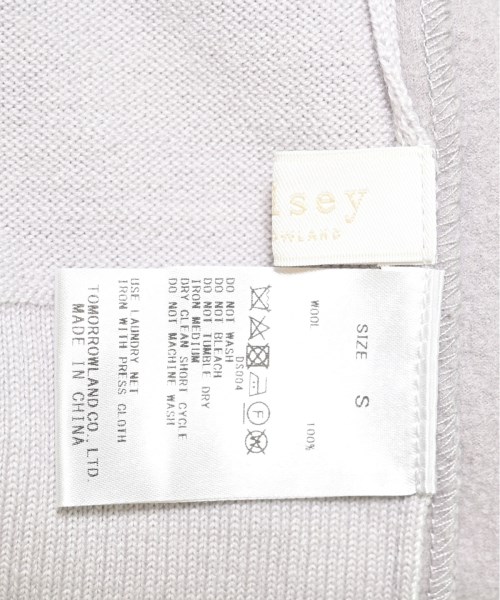 lsey
OWLAND
SIZE S
WOOL 100%
DS004
DO NOT WASH
DO NOT BLEACH
DO NOT TUMBLE DRY
IRON MEDIUM
DRY CLEAN SHORT CYCLE
DO NOT MACHINE WASH
USE LAUNDRY NET
IRON WITH PRESS CLOTH
TOMORROWLAND CO., LTD.
MADE IN CHINA